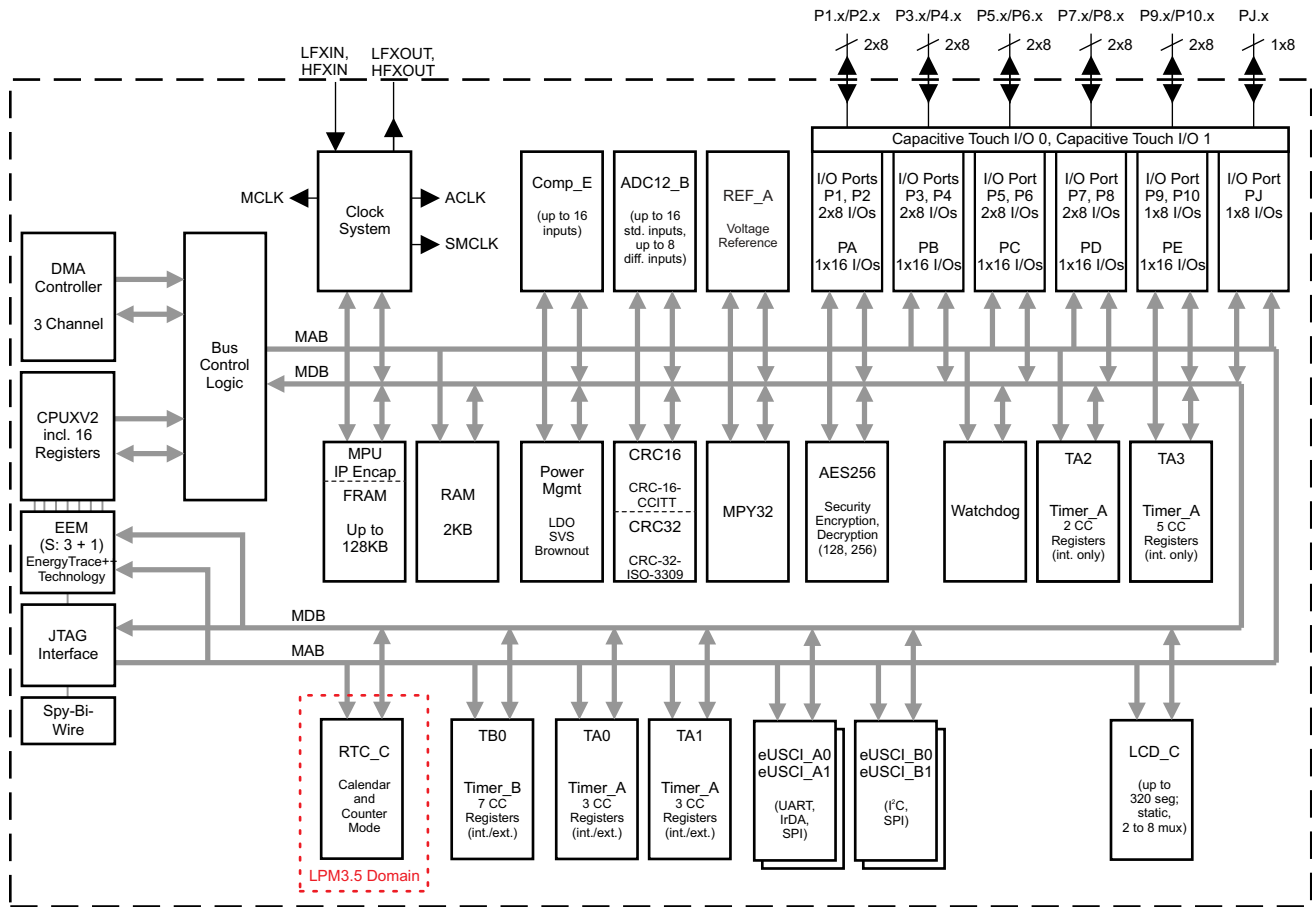 P1.x/P2.x
P3.x/P4.x
P5.x/P6.x
P7.x/P8.x
P9.x/P10.x
PJ.x
2x8
2x8
2x8
2x8
2x8
1x8
LFXIN,
HFXIN
LFXOUT,
HFXOUT
Capacitive Touch I/O 0, Capacitive Touch I/O 1
MCLK
Clock
System
ACLK
SMCLK
Comp_E
(up to 16
inputs)
ADC12_B
(up to 16
std. inputs,
up to 8
diff. inputs)
REF_A
Voltage
Reference
I/O Ports
P1, P2
2x8 I/Os
PA
1x16 I/Os
I/O Ports
P3, P4
2x8 I/Os
PB
1x16 I/Os
I/O Port
P5, P6
2x8 I/Os
PC
1x16 I/Os
I/O Port
P7, P8
2x8 I/Os
PD
1x16 I/Os
I/O Port
P9, P10
1x8 I/Os
PE
1x16 I/Os
I/O Port
PJ
1x8 I/Os
DMA
Controller
3 Channel
Bus
Control
Logic
MAB
MDB
CPUXV2
incl. 16
Registers
MPU
IP Encap
FRAM
Up to
128KB
RAM
2KB
Power
Mgmt
LDO
SVS
Brownout
CRC16
CRC-16-
CCITT
CRC32
CRC-32-
ISO-3309
MPY32
AES256
Security
Encryption,
Decryption
(128, 256)
Watchdog
TA2
Timer_A
2 CC
Registers
(int. only)
TA3
Timer_A
5 CC
Registers
(int. only)
EEM
(S: 3 + 1)
EnergyTrace++
Technology
JTAG
Interface
MDB
MAB
Spy-Bi-
Wire
RTC_C
Calendar
and
Counter
Mode
LPM3.5 Domain
TB0
Timer_B
7 CC
Registers
(int./ext.)
TA0
Timer_A
3 CC
Registers
(int./ext.)
TA1
Timer_A
3 CC
Registers
(int./ext.)
eUSCI_A0
eUSCI_A1
(UART,
IrDA,
SPI)
eUSCI_B0
eUSCI_B1
(I²C,
SPI)
LCD_C
(up to
320 seg;
static,
2 to 8 mux)